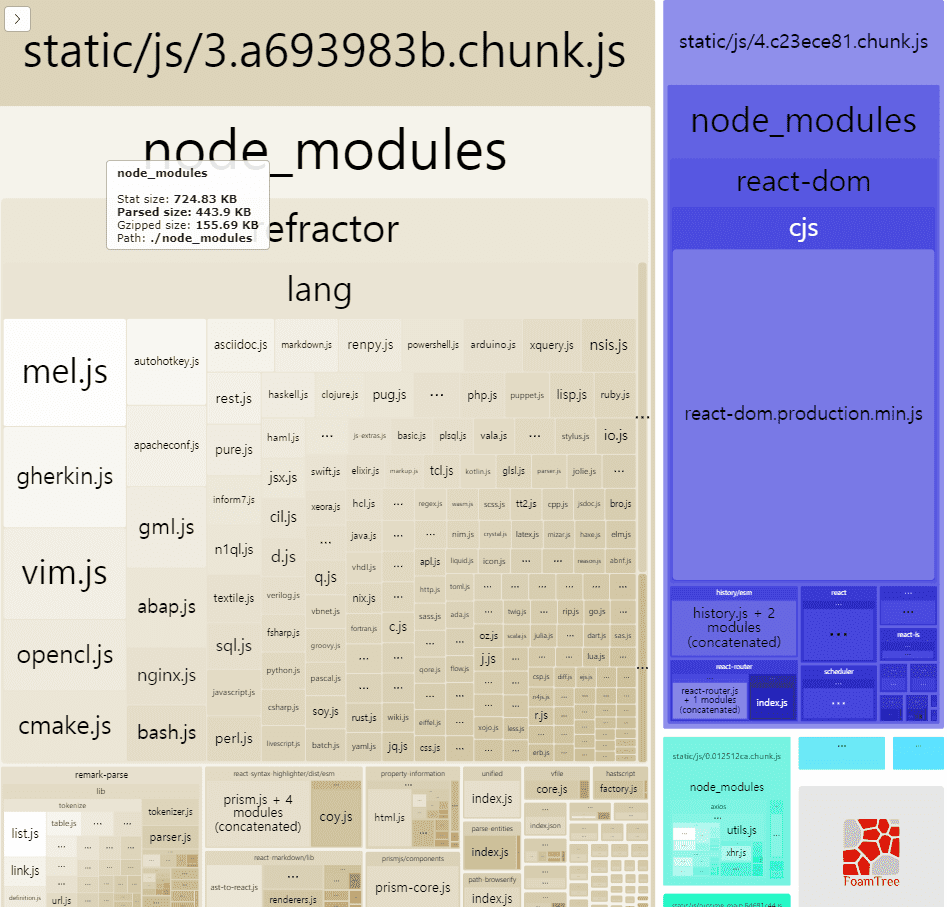 static/js/3.a693983b.chunk.js
node_modules
node_modules
Stat size: 724.83 KB
Parsed size: 443.9 KB
Gzipped size: 155.69 KB
Path: ./node_modules
efractor
lang
mel.js
gherkin.js
vim.js
opencl.js
cmake.js
autohotkey.js
apacheconf.js
gml.js
abap.js
nginx.js
bash.js
asciidoc.js markdown.js renpy.js powershell.js arduino.js xquery.js nsis.js
rest.js haskell.js clojure.js pug.js ... php.js puppet.js lisp.js ruby.js
pure.js haml.js ... js-extras.js basic.js plsql.js vala.js ... stylus.js io.js
jsx.js swift.js elixir.js markup.js tcl.js kotlin.js glsl.js parser.js jolie.js ...
inform7.js cil.js xeora.js hcl.js ... regex.js wasm.js scss.js tt2.js cpp.js jsdoc.js bro.js
n1ql.js d.js ... java.js ... ... nim.js crystal.js latex.js mizar.js haxe.js elm.js
q.js vhdl.js ... apl.js liquid.js icon.js ... ... reason.js abnf.js
textile.js verilog.js vbnet.js nix.js ... http.js toml.js ... ... ... ... ...
sql.js fsharp.js groovy.js fortran.js c.js sass.js ada.js ... twig.js ... rip.js go.js ...
... oz.js scala.js julia.js ... dart.js sas.js
python.js pascal.js ... ... qore.js flow.js j.js ... ... ... lua.js ...
javascript.js csharp.js soy.js ... ... ... ... ... csp.js diff.js ejs.js
n4js.js
perl.js livescript.js batch.js rust.js wiki.js eiffel.js ... ... r.js
yaml.js jq.js css.js ... xojo.js less.js
... ... erb.js
remark-parse
lib
tokenize
list.js
table.js
link.js
definition.js
url.js
tokenizer.js
parser.js
react-syntax-highlighter/dist/esm
prism.js + 4
modules
(concatenated)
coy.js
react-markdown/lib
ast-to-react.js
...
renderers.js
property-information
html.js
prismjs/components
prism-core.js
unified
index.js
parse-entities
index.js
path-browserify
index.js
vfile
core.js
index.json
hastscript
factory.js
static/js/4.c23ece81.chunk.js
node_modules
react-dom
cjs
react-dom.production.min.js
history/esm
history.js + 2
modules
(concatenated)
react
...
...
react-is
react-router
...
react-router.js
+ 1 modules
(concatenated)
index.js
scheduler
...
...
static/js/0.012512ca.chunk.js
node_modules
axios
...
utils.js
xhr.js
...
...
...
FoamTree